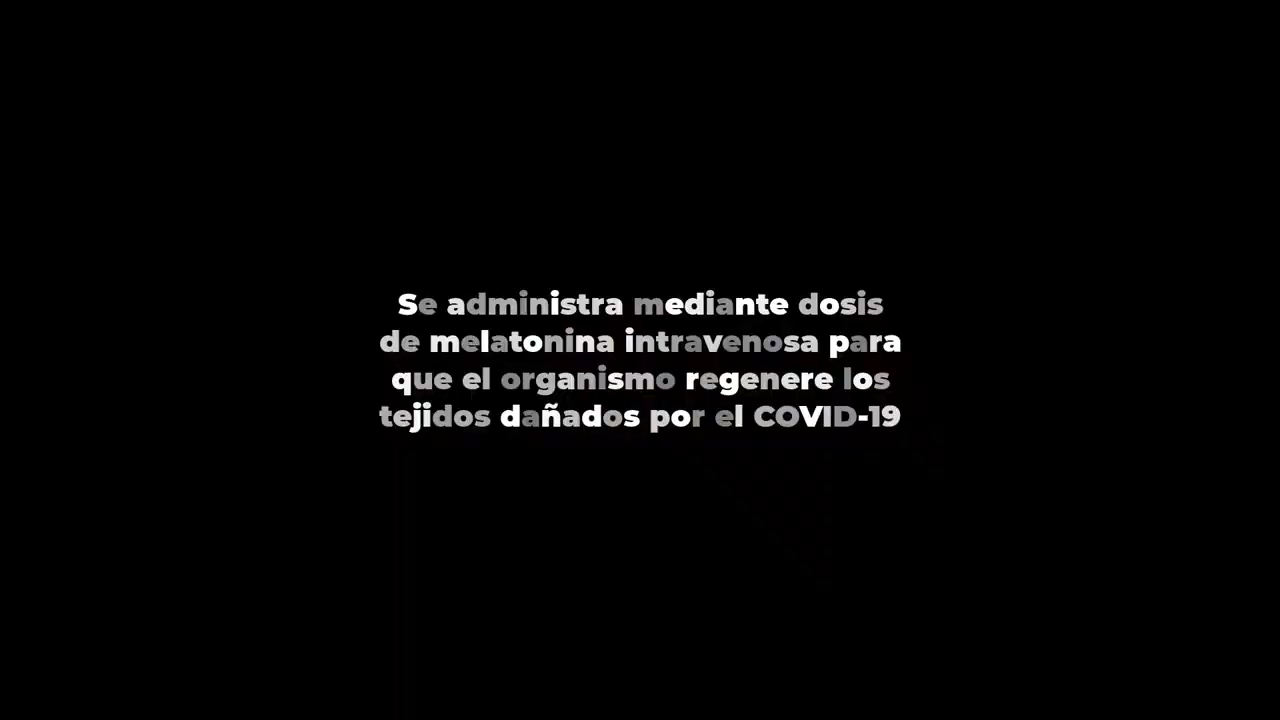 Se administra mediante dosis
de melatonina intravenosa para
que el organismo regenere los
tejidos dañados por el COVID-19